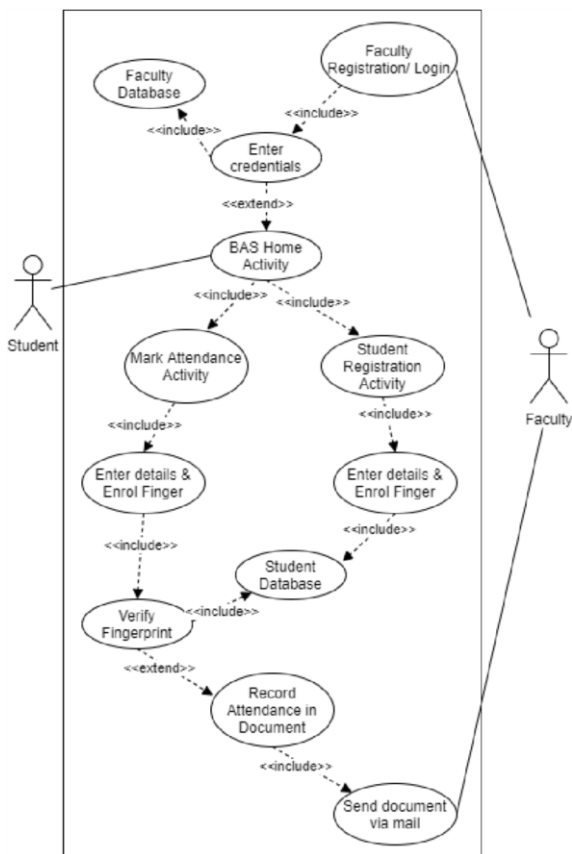 Faculty
Registration/ Login
Faculty
Database
<<include>>
<<include>>
Enter
credentials
<<extend>>
BAS Home
Activity
Student
<<include>>
<<include>>
Mark Attendance
Activity
Student
Registration
Activity
Faculty
<<include>>
<<include>>
Enter details &
Enrol Finger
Enter details &
Enrol Finger
<<include>>
<<include>>
Student
Database
<<include>>
Verify
Fingerprint
<<extend>>
Record
Attendance in
Document
<<include>>
Send document
via mail